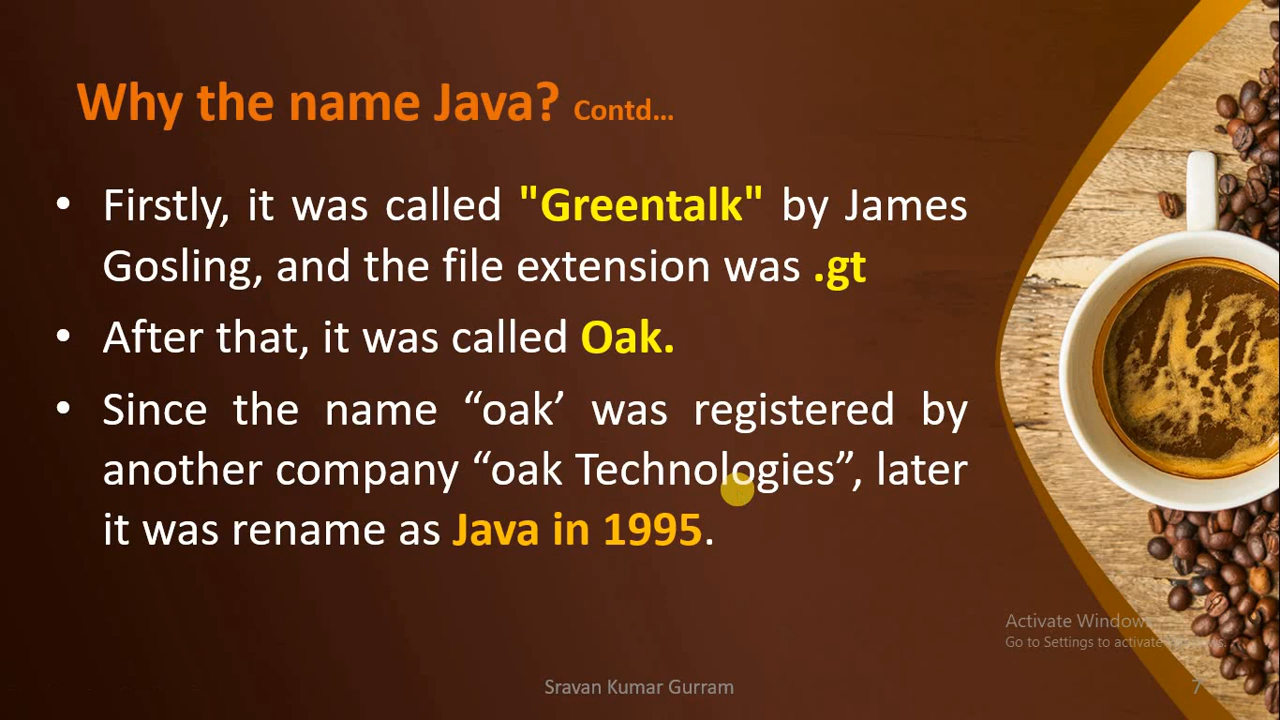 Why the name Java? Contd...
• Firstly, it was called "Greentalk" by James
Gosling, and the file extension was .gt
• After that, it was called Oak.
• Since the name “oak’ was registered by
another company “oak Technologies”, later
it was rename as Java in 1995.
Activate Windows
Go to Settings to activate Windows.
Sravan Kumar Gurram
7